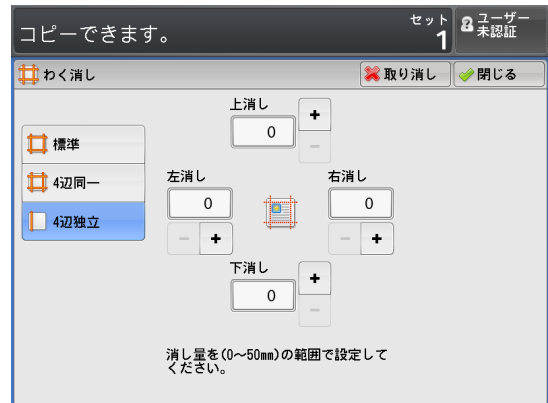 コピーできます。
セット
1
ユーザー
未認証
わく消し
取り消し
閉じる
標準
4辺同一
4辺独立
上消し
0
+
-
左消し
0
- +
右消し
0
- +
下消し
0
+
-
消し量を(0～50㎜)の範囲で設定して
ください。